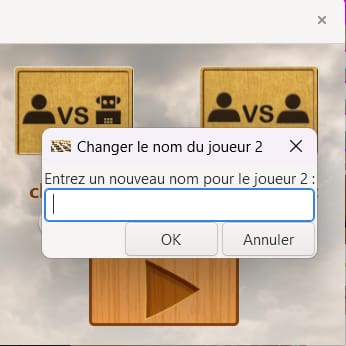 VS
VS
Changer le nom du joueur 2
Entrez un nouveau nom pour le joueur 2 :
OK
Annuler